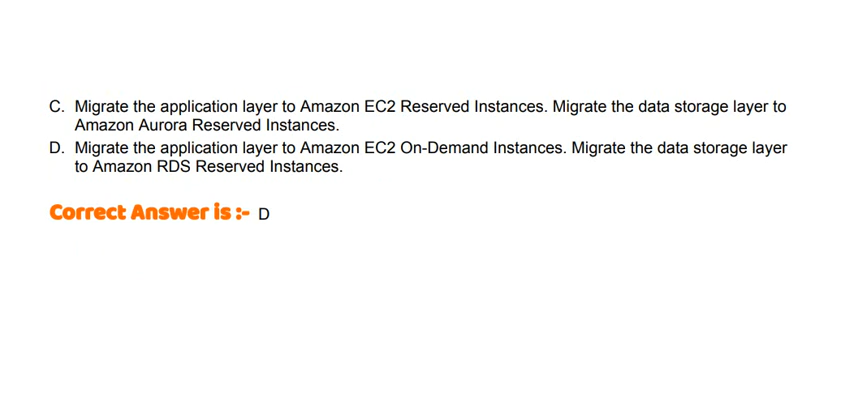 C. Migrate the application layer to Amazon EC2 Reserved Instances. Migrate the data storage layer to
Amazon Aurora Reserved Instances.
D. Migrate the application layer to Amazon EC2 On-Demand Instances. Migrate the data storage layer
to Amazon RDS Reserved Instances.
Correct Answer is :- D